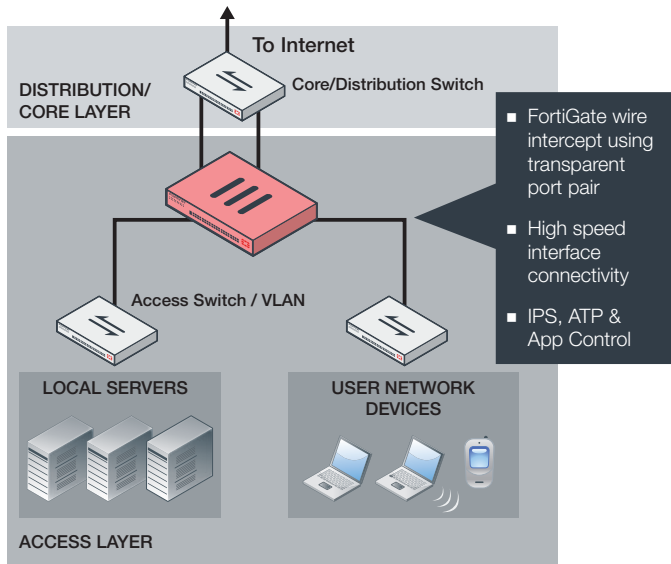 To Internet
Core/Distribution Switch
DISTRIBUTION/
CORE LAYER
■ FortiGate wire
intercept using
transparent
port pair
■ High speed
interface
connectivity
■ IPS, ATP &
App Control
Access Switch / VLAN
LOCAL SERVERS
USER NETWORK
DEVICES
ACCESS LAYER